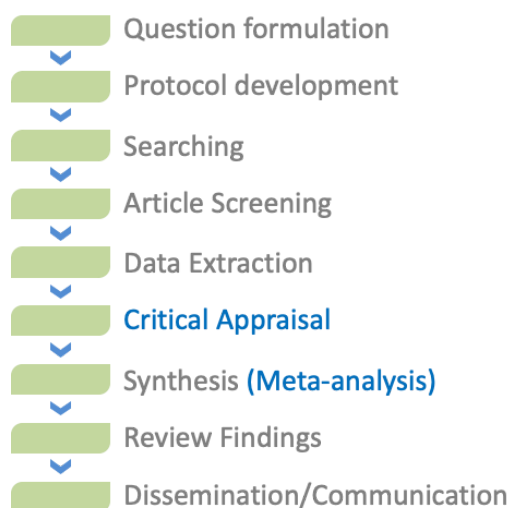 Question formulation
Protocol development
Searching
Article Screening
Data Extraction
Critical Appraisal
Synthesis (Meta-analysis)
Review Findings
Dissemination/Communication